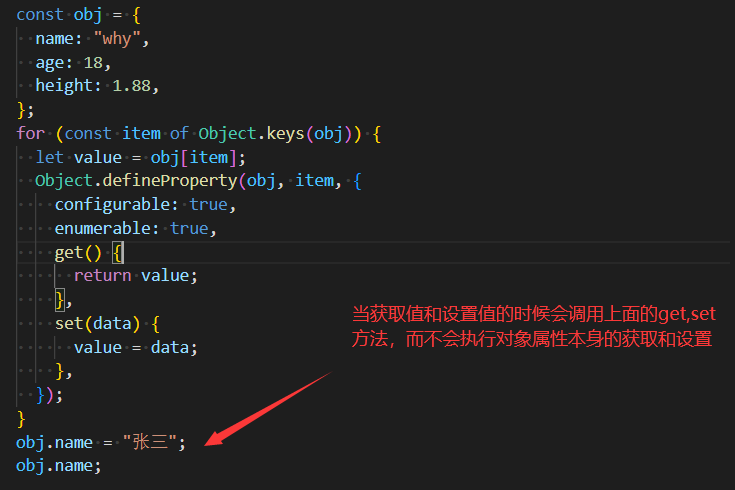 const obj = {
  name: "why",
  age: 18,
  height: 1.88,
};
for (const item of Object.keys(obj)) {
  let value = obj[item];
  Object.defineProperty(obj, item, {
    configurable: true,
    enumerable: true,
    get() {
      return value;
    },
    set(data) {
      value = data;
    },
  });
}
obj.name = "张三";
obj.name;
当获取值和设置值的时候会调用上面的get,set
方法，而不会执行对象属性本身的获取和设置